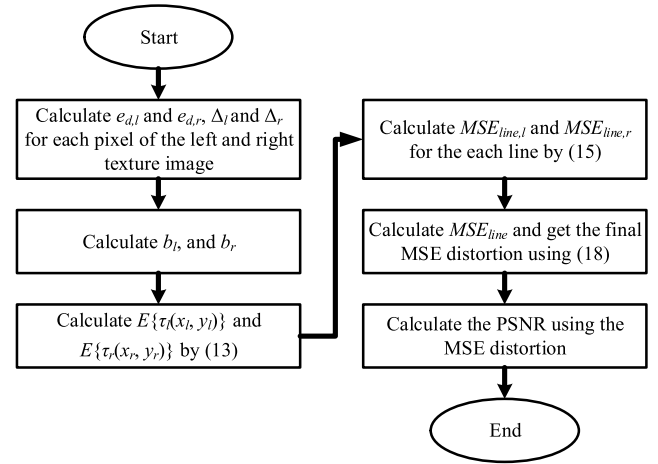 Start
Calculate e_{d,l} and e_{d,r}, Δ_l and Δ_r
for each pixel of the left and right
texture image
Calculate b_l, and b_r
Calculate E{τ_l(x_l, y_l)} and
E{τ_r(x_r, y_r)} by (13)
Calculate MSE_{line,l} and MSE_{line,r}
for the each line by (15)
Calculate MSE_{line} and get the final
MSE distortion using (18)
Calculate the PSNR using the
MSE distortion
End